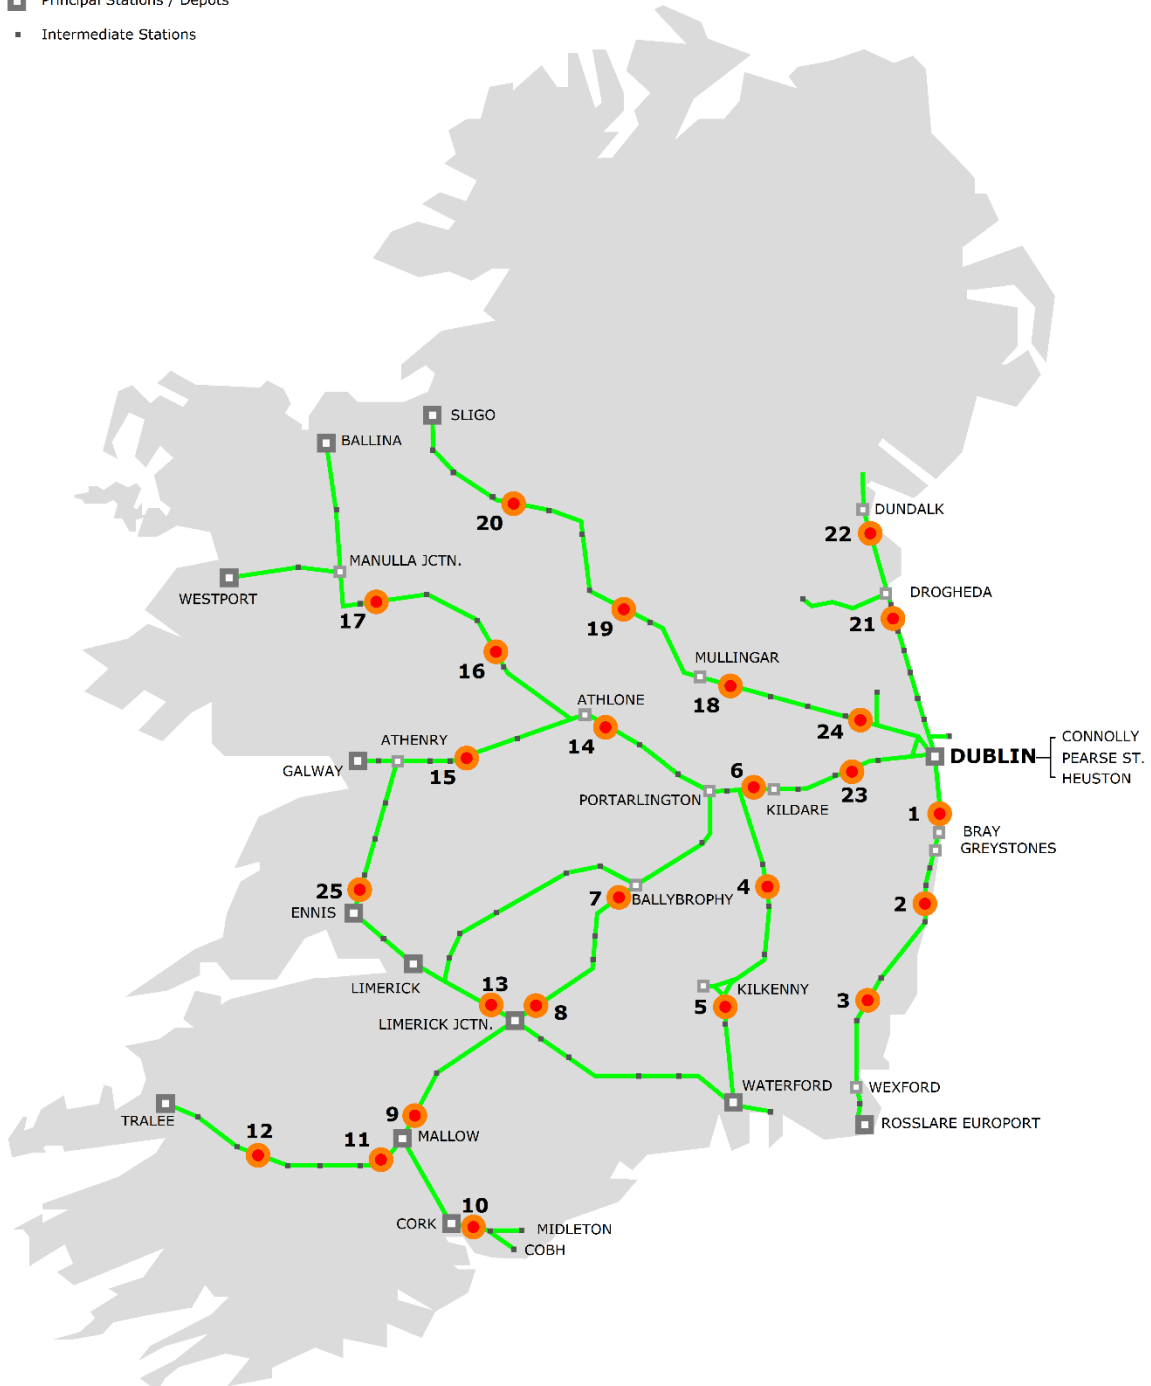 Principal Stations / Depots
Intermediate Stations
SLIGO
BALLINA
20
DUNDALK
22
MANULLA JCTN.
WESTPORT
DROGHEDA
17
19
21
MULLINGAR
16
ATHLONE
18
24
14
CONNOLLY
ATHENRY
DUBLIN
PEARSE ST.
GALWAY
15
6
HEUSTON
PORTARLINGTON
KILDARE
23
1
BRAY
GREYSTONES
25
4
7
BALLYBROPHY
2
ENNIS
LIMERICK
13
KILKENNY
8
5
3
LIMERICK JCTN.
WATERFORD
WEXFORD
TRALEE
9
ROSSLARE EUROPORT
12
11
MALLOW
10
CORK
MIDLETON
COBH